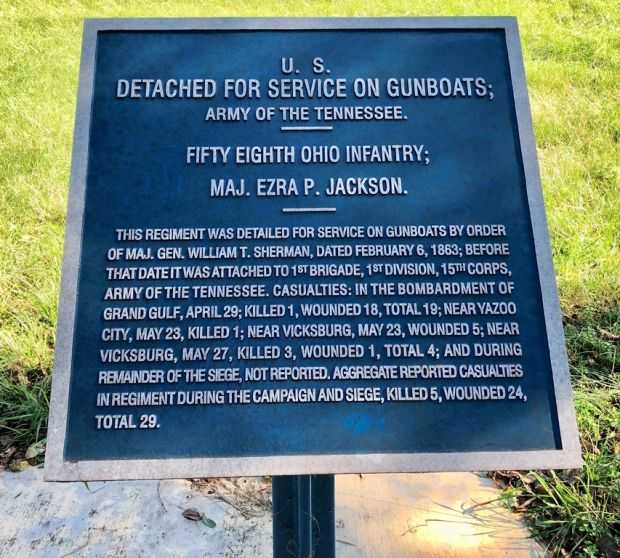 U. S.
DETACHED FOR SERVICE ON GUNBOATS;
ARMY OF THE TENNESSEE.
FIFTY EIGHTH OHIO INFANTRY;
MAJ. EZRA P. JACKSON.
THIS REGIMENT WAS DETAILED FOR SERVICE ON GUNBOATS BY ORDER
OF MAJ. GEN. WILLIAM T. SHERMAN, DATED FEBRUARY 6, 1863; BEFORE
THAT DATE IT WAS ATTACHED TO 1ST BRIGADE, 1ST DIVISION, 15TH CORPS,
ARMY OF THE TENNESSEE. CASUALTIES: IN THE BOMBARDMENT OF
GRAND GULF, APRIL 29; KILLED 1, WOUNDED 18, TOTAL 19; NEAR YAZOO
CITY, MAY 23, KILLED 1; NEAR VICKSBURG, MAY 23, WOUNDED 5; NEAR
VICKSBURG, MAY 27, KILLED 3, WOUNDED 1, TOTAL 4; AND DURING
REMAINDER OF THE SIEGE, NOT REPORTED. AGGREGATE REPORTED CASUALTIES
IN REGIMENT DURING THE CAMPAIGN AND SIEGE, KILLED 5, WOUNDED 24,
TOTAL 29.